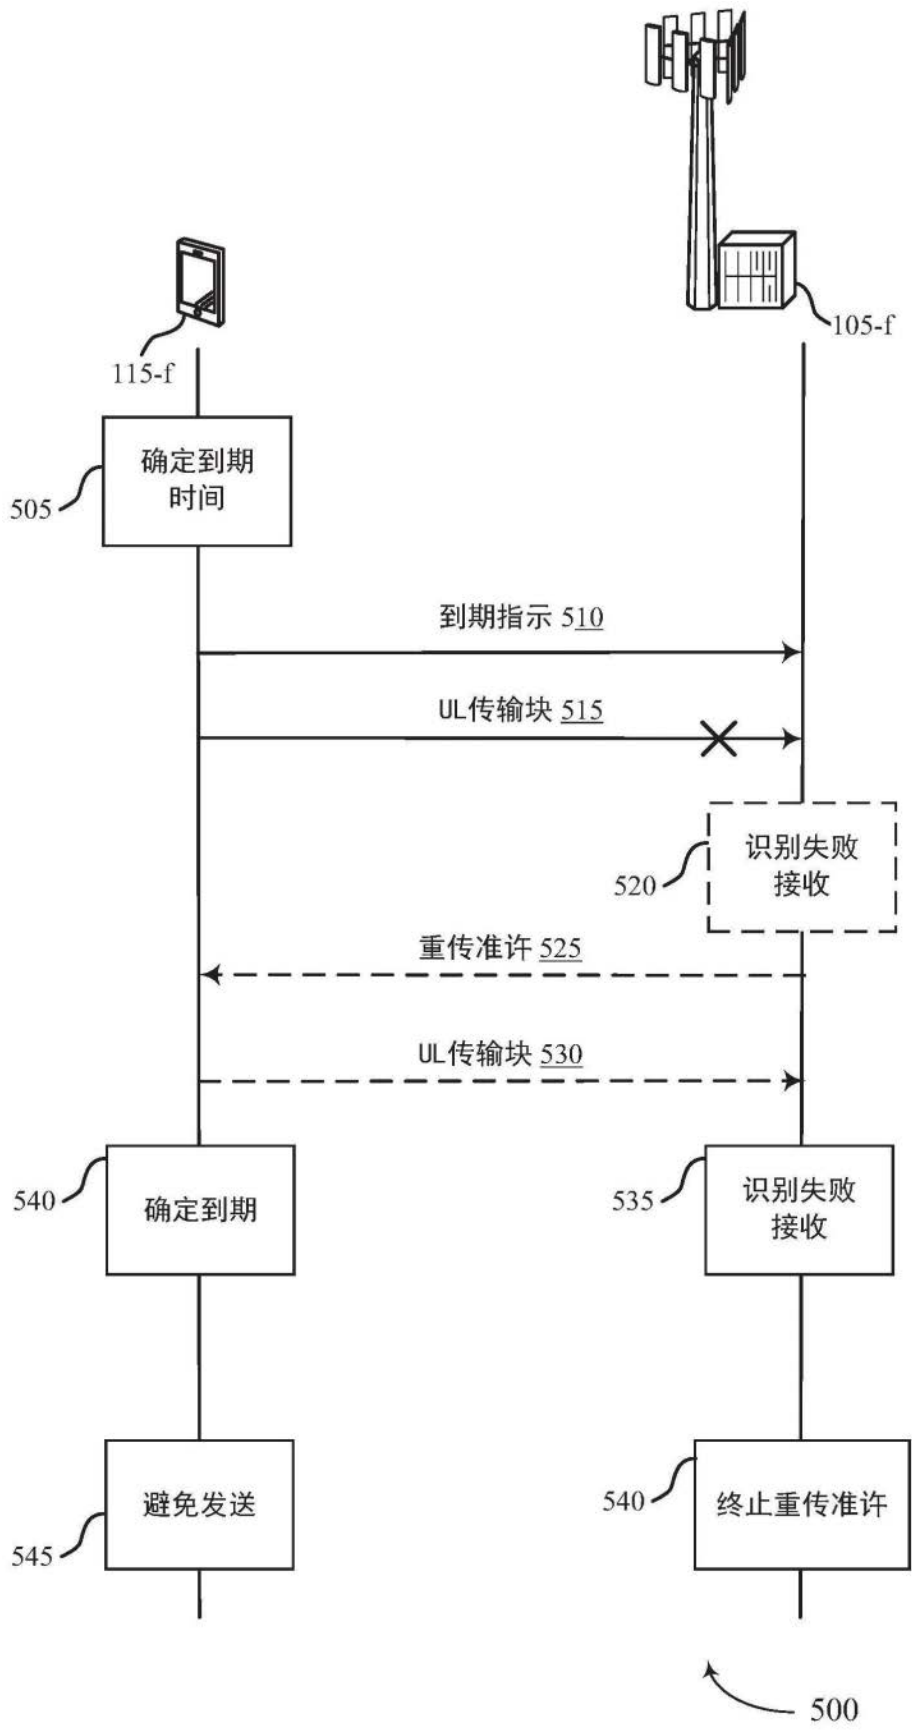 105-f
115-f
确定到期
时间
505
到期指示 510
UL传输块 515
识别失败
接收
520
重传准许 525
UL传输块 530
540
确定到期
535
识别失败
接收
避免发送
545
540
终止重传准许
500